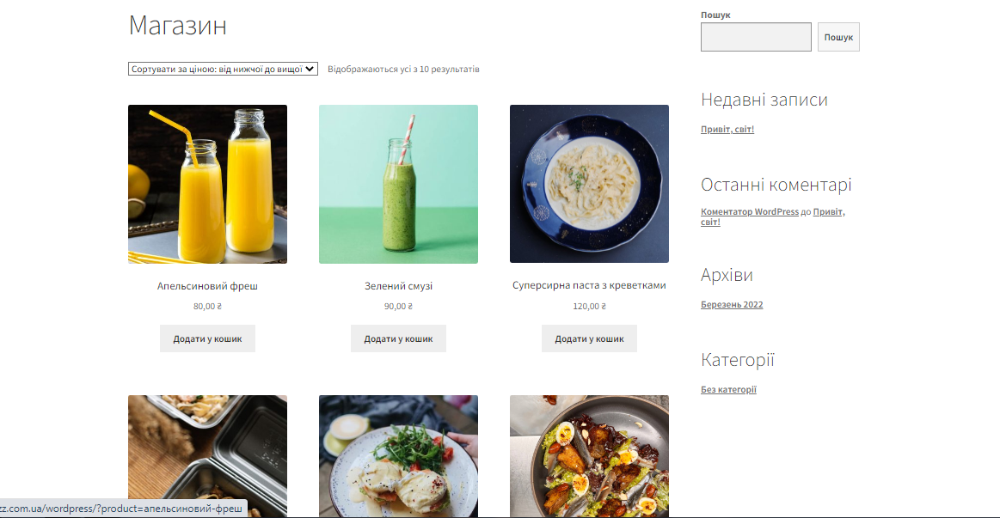 Магазин
Сортувати за ціною: від нижчої до вищої
Відображаються усі з 10 результатів
Апельсиновий фреш
80,00 ₴
Додати у кошик
Зелений смузі
90,00 ₴
Додати у кошик
Суперсирна паста з креветками
120,00 ₴
Додати у кошик
Пошук
Пошук
Недавні записи
Привіт, світ!
Останні коментарі
Коментатор WordPress до Привіт,
світ!
Архіви
Березень 2022
Категорії
Без категорії
zz.com.ua/wordpress/?product=апельсиновий-фреш